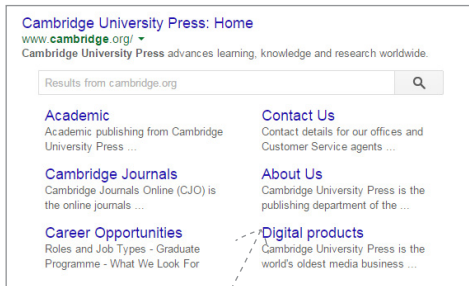 Cambridge University Press: Home
www.cambridge.org/
Cambridge University Press advances learning, knowledge and research worldwide.
Results from cambridge.org
Academic
Academic publishing from Cambridge
University Press ...
Contact Us
Contact details for our offices and
Customer Service agents ...
Cambridge Journals
Cambridge Journals Online (CJO) is
the online journals ...
About Us
Cambridge University Press is the
publishing department of the ...
Career Opportunities
Roles and Job Types - Graduate
Programme - What We Look For
Digital products
Cambridge University Press is the
world's oldest media business ...